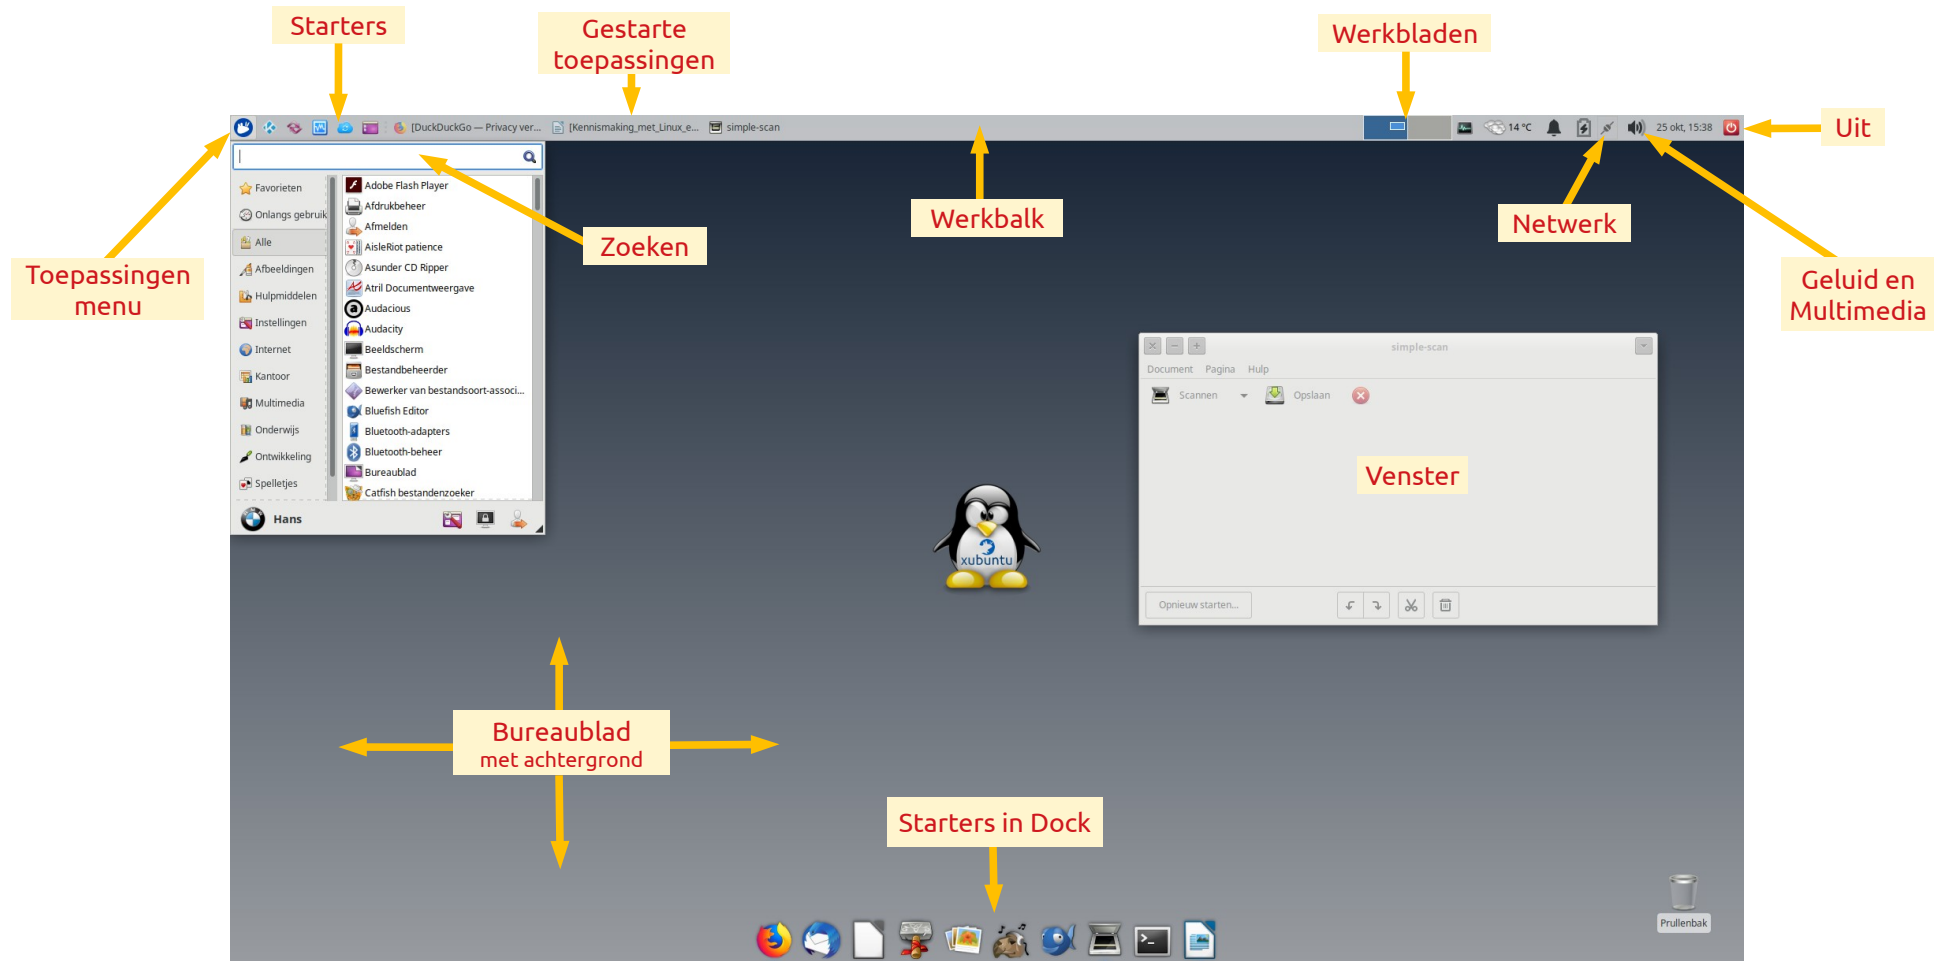 Starters
Gestarte
toepassingen
Werkbladen
[DuckDuckGo — Privacy ver...
[Kennismaking_met_Linux_e...
simple-scan
14 °C
25 okt, 15:38
Uit
Favorieten
Onlangs gebruik
Alle
Afbeeldingen
Hulpmiddelen
Instellingen
Internet
Kantoor
Multimedia
Onderwijs
Ontwikkeling
Spelletjes
Adobe Flash Player
Afdrukbeheer
Afmelden
AisleRiot patience
Asunder CD Ripper
Atril Documentweergave
Audacious
Audacity
Beeldscherm
Bestandbeheerder
Bewerker van bestandsoort-associ...
Bluefish Editor
Bluetooth-adapters
Bluetooth-beheer
Bureaublad
Catfish bestandenzoeker
Hans
Toepassingen
menu
Zoeken
Werkbalk
Netwerk
Geluid en
Multimedia
simple-scan
Document Pagina Hulp
Scannen Opslaan
Venster
Opnieuw starten...
xubuntu
Bureaublad
met achtergrond
Starters in Dock
Prullenbak